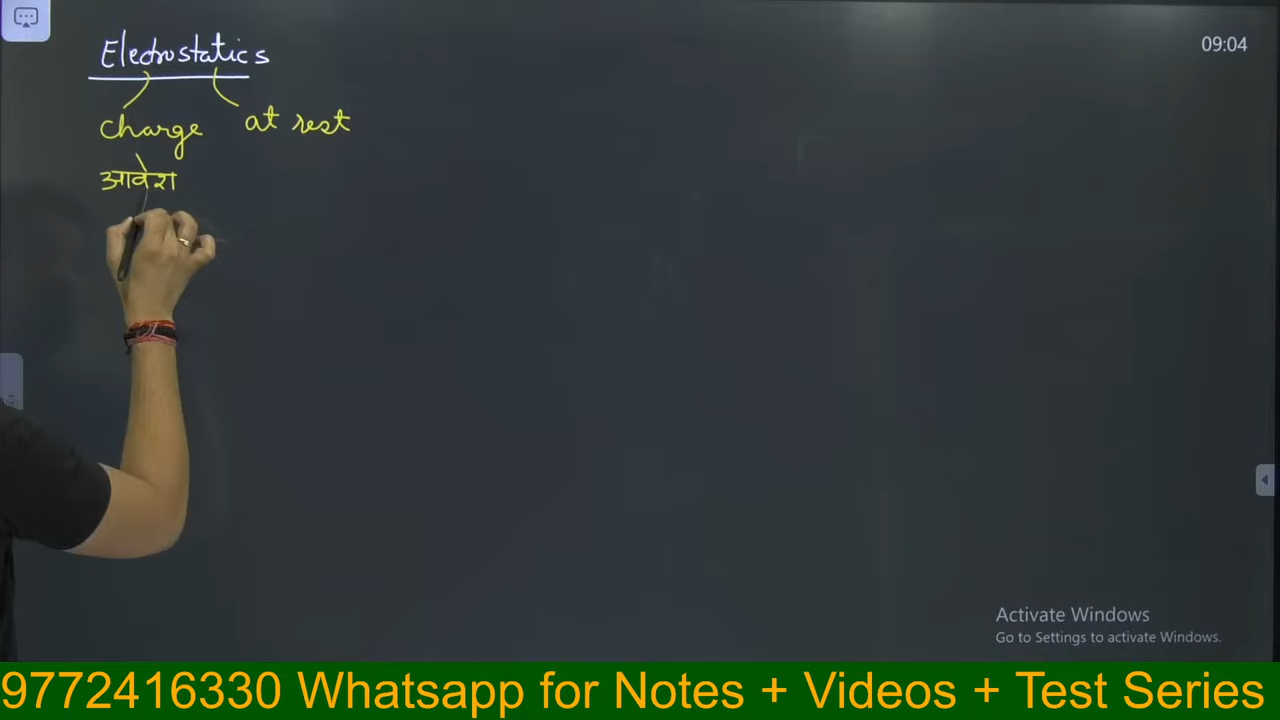 09:04
Electrostatics
charge at rest
आवेश
Activate Windows
Go to Settings to activate Windows.
9772416330 Whatsapp for Notes + Videos + Test Series